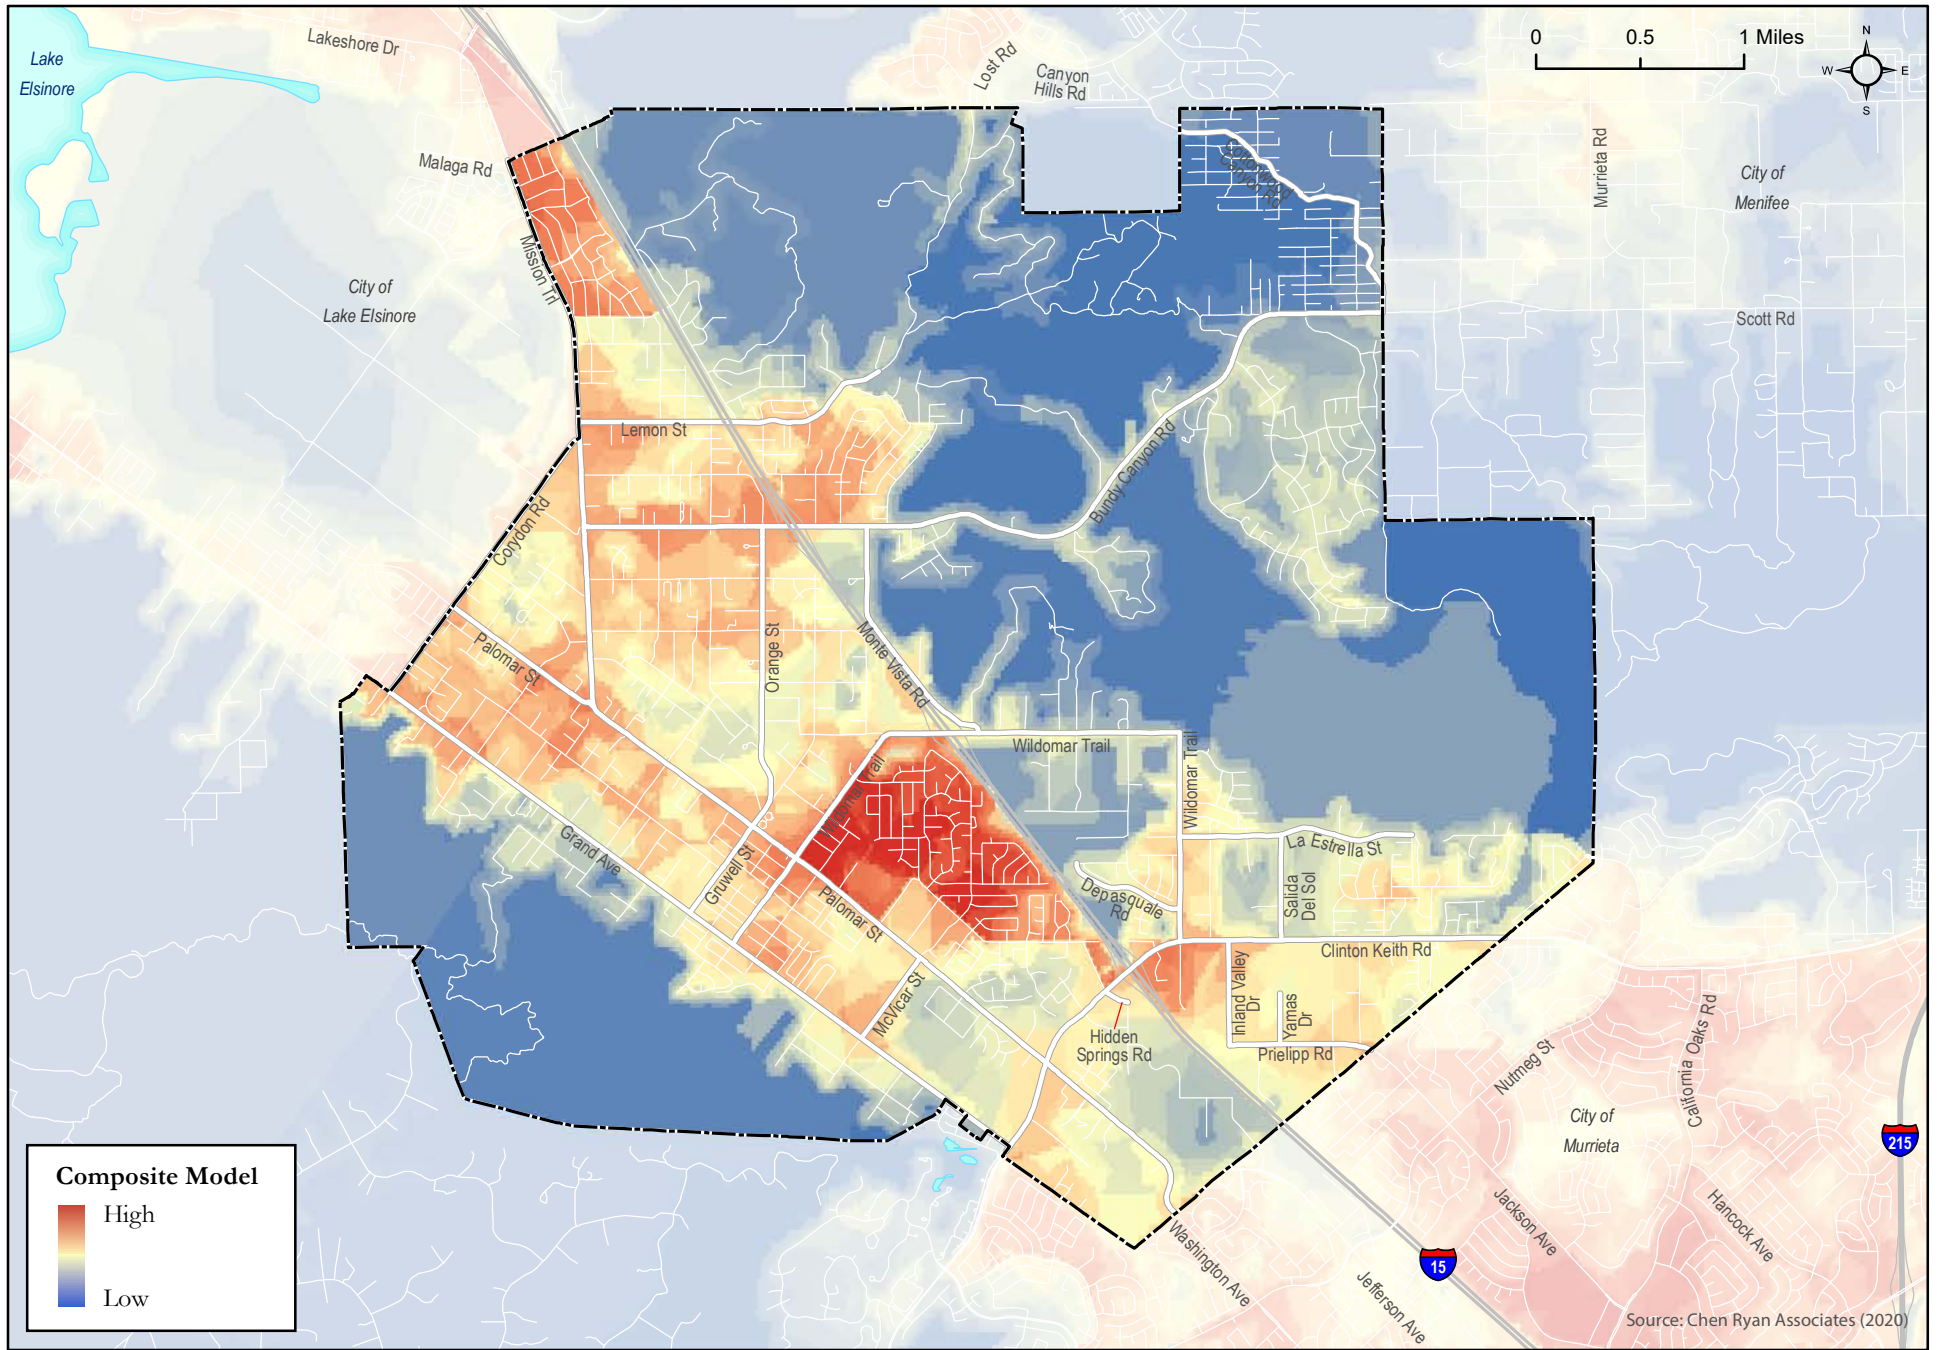 Lake
Elsinore
Lakeshore Dr
Lost Rd
Canyon
Hills Rd
0 0.5 1 Miles
N
W E
S
Malaga Rd
Mission Trl
City of
Lake Elsinore
Cottonwood
Canyon Rd
Murrieta Rd
City of
Menifee
Scott Rd
Lemon St
Corydon Rd
Bundy Canyon Rd
Palomar St
Orange St
Monte Vista Rd
Wildomar Trail
Wildomar Trail
Wildomar Trail
Grand Ave
Gruwell St
Palomar St
McVicar St
Depasquale
Rd
La Estrella St
Salida
Del Sol
Clinton Keith Rd
Inland Valley
Dr
Yamas
Dr
Prielipp Rd
Hidden
Springs Rd
Nutmeg St
California Oaks Rd
City of
Murrieta
215
Jackson Ave
Hancock Ave
Washington Ave
Jefferson Ave
15
Composite Model
High
Low
Source: Chen Ryan Associates (2020)